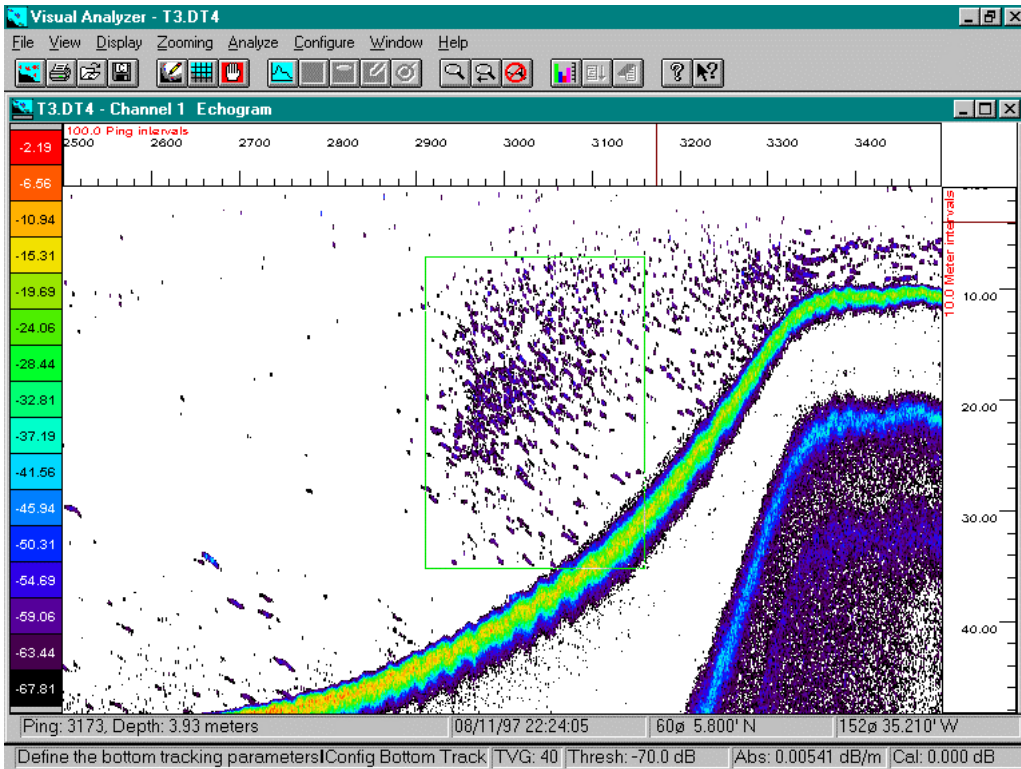 Visual Analyzer - T3.DT4
File View Display Zooming Analyze Configure Window Help
T3.DT4 - Channel 1 Echogram
100.0 Ping intervals
2500 2600 2700 2800 2900 3000 3100 3200 3300 3400
-2.19
-6.56
-10.94
-15.31
-19.69
-24.06
-28.44
-32.81
-37.19
-41.56
-45.94
-50.31
-54.69
-59.06
-63.44
-67.81
10.0 Meter intervals
10.00
20.00
30.00
40.00
Ping: 3173, Depth: 3.93 meters 08/11/97 22:24:05 60ø 5.800' N 152ø 35.210' W
Define the bottom tracking parameters Config Bottom Track TVG: 40 Thresh: -70.0 dB Abs: 0.00541 dB/m Cal: 0.000 dB